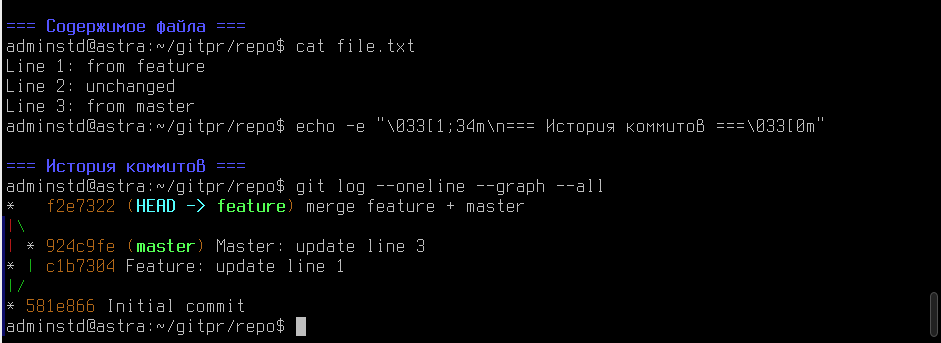 === Содержимое файла ===
adminstd@astra:~/gitpr/repo$ cat file.txt
Line 1: from feature
Line 2: unchanged
Line 3: from master
adminstd@astra:~/gitpr/repo$ echo -e "\033[1;34m\n=== История коммитов ===\033[0m"
=== История коммитов ===
adminstd@astra:~/gitpr/repo$ git log --oneline --graph --all
*   f2e7322 (HEAD -> feature) merge feature + master
|\
| * 924c9fe (master) Master: update line 3
* | c1b7304 Feature: update line 1
|/
* 581e866 Initial commit
adminstd@astra:~/gitpr/repo$